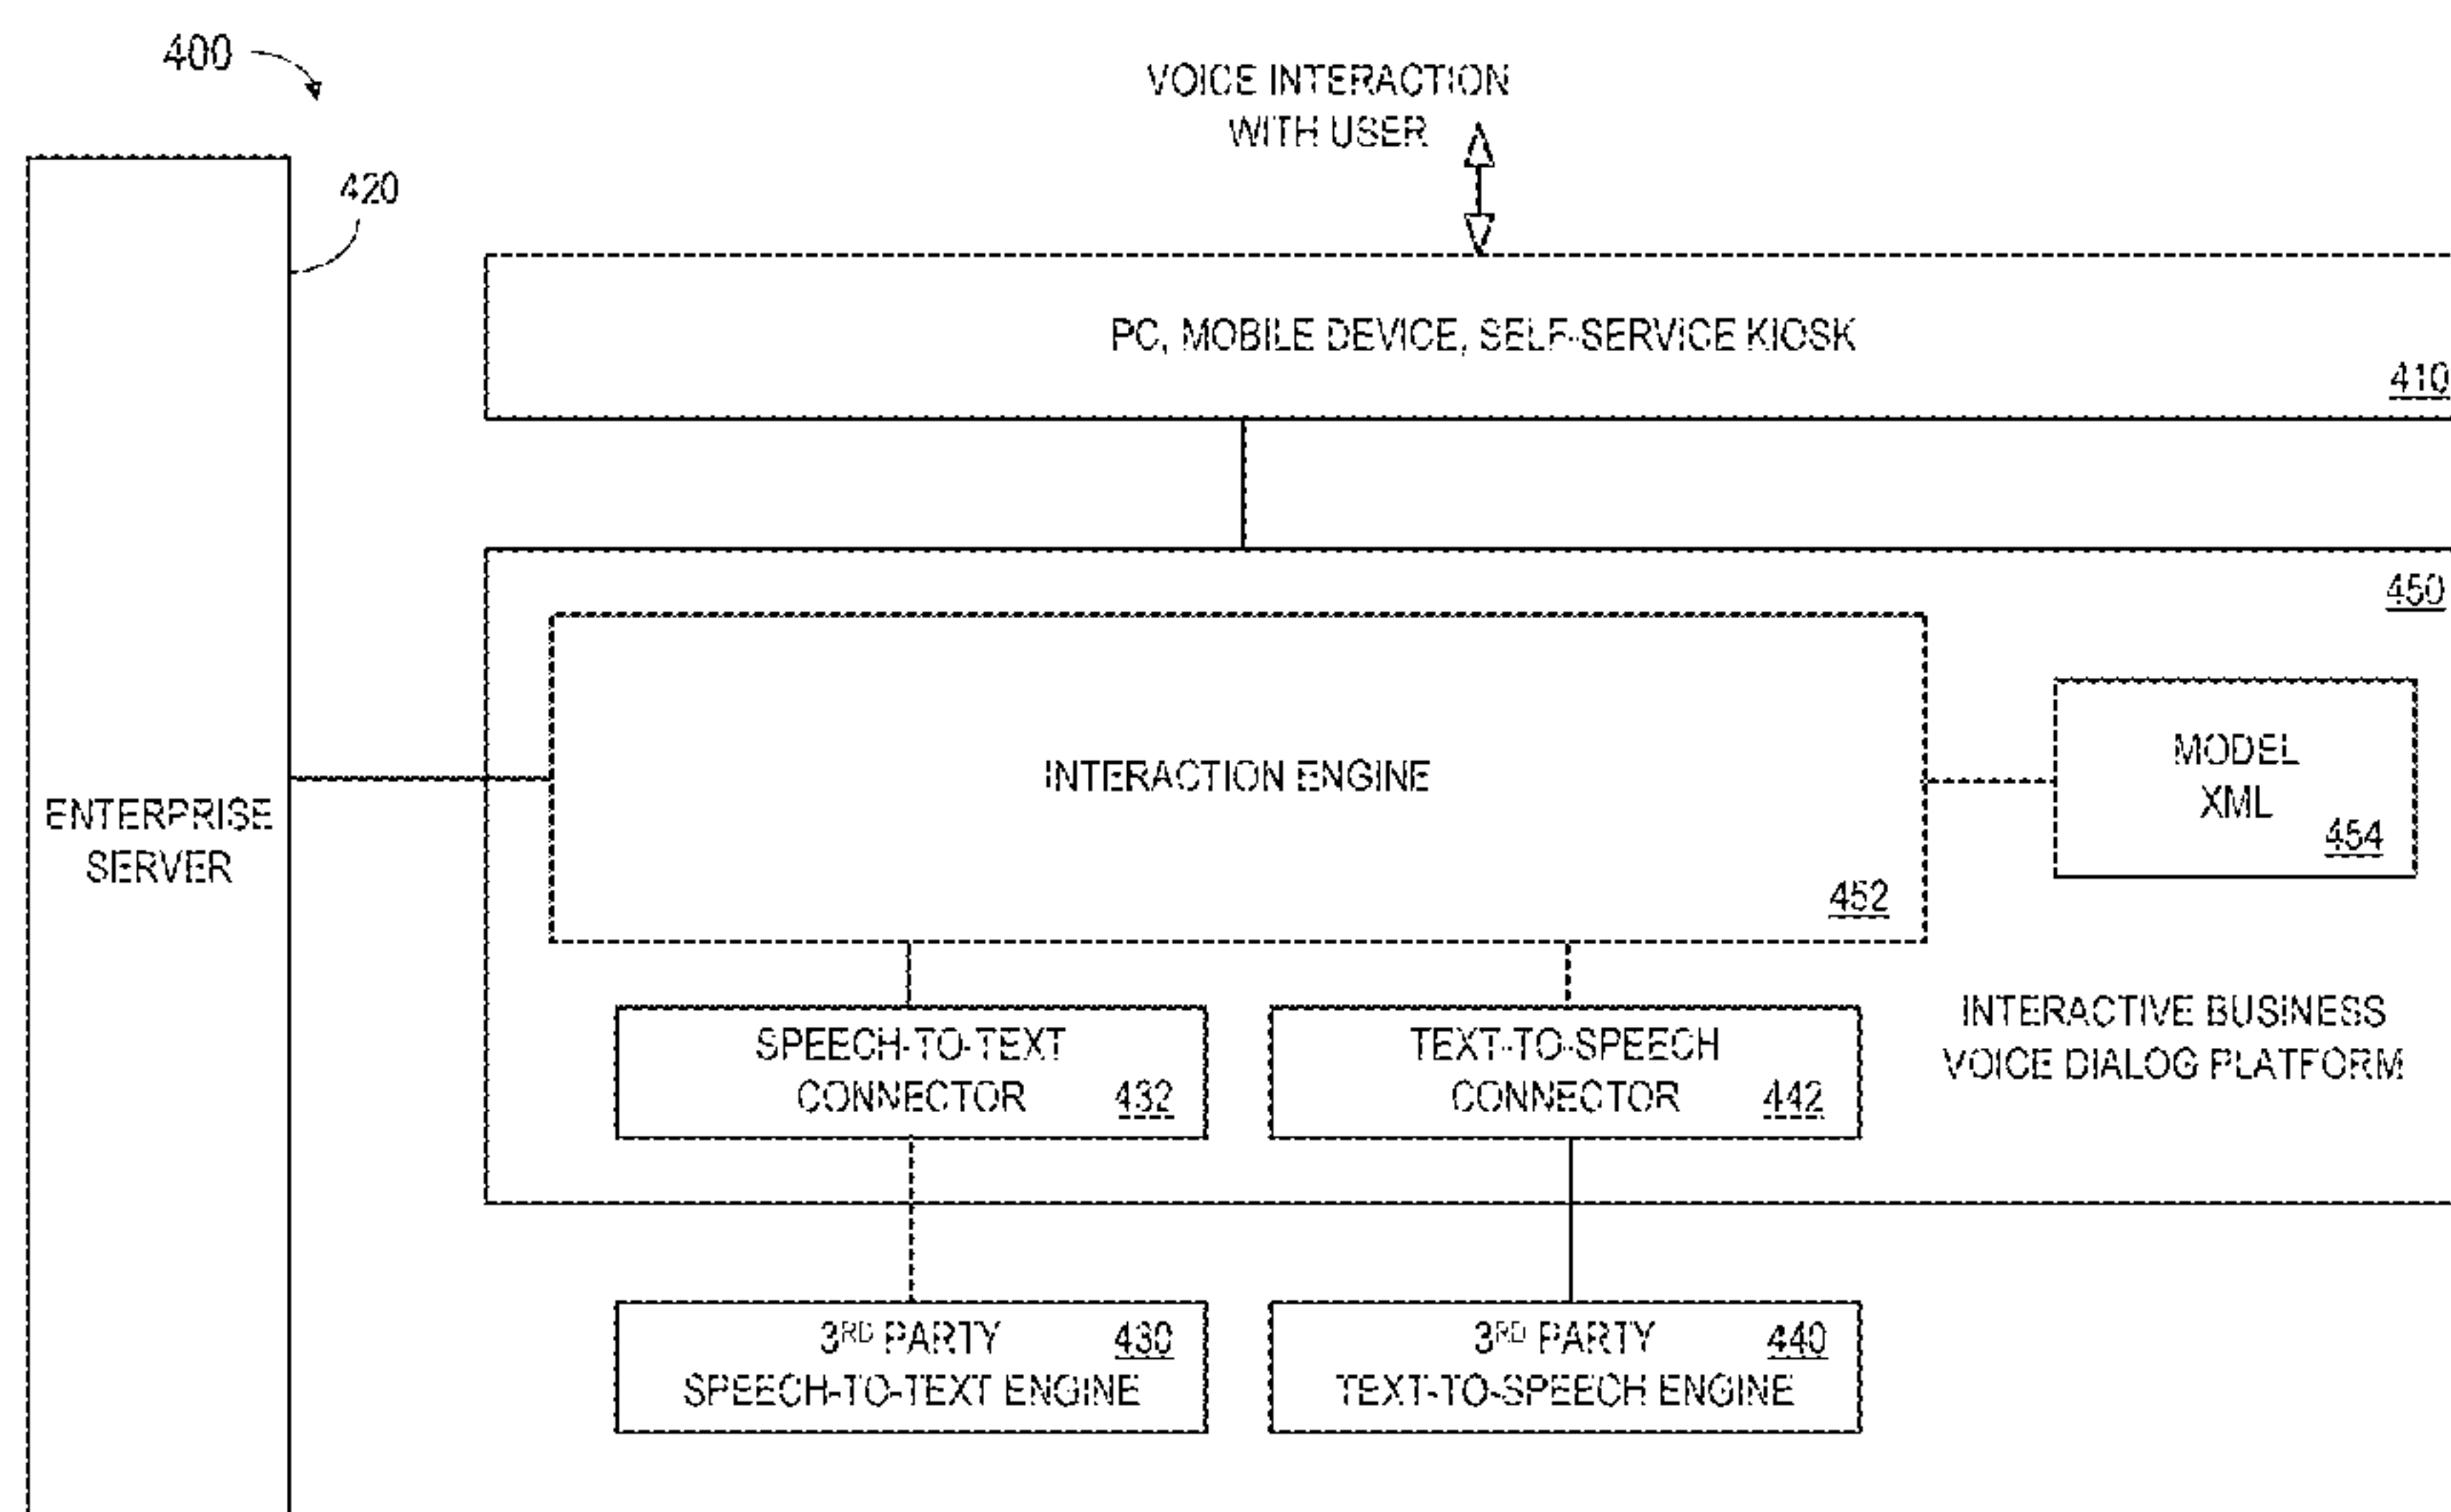 400
VOICE INTERACTION
WITH USER
420
PC, MOBILE DEVICE, SELF-SERVICE KIOSK
410
450
ENTERPRISE
SERVER
INTERACTION ENGINE
452
MODEL
XML
454
SPEECH-TO-TEXT
CONNECTOR 432
TEXT-TO-SPEECH
CONNECTOR 442
INTERACTIVE BUSINESS
VOICE DIALOG PLATFORM
3RD PARTY 430
SPEECH-TO-TEXT ENGINE
3RD PARTY 440
TEXT-TO-SPEECH ENGINE